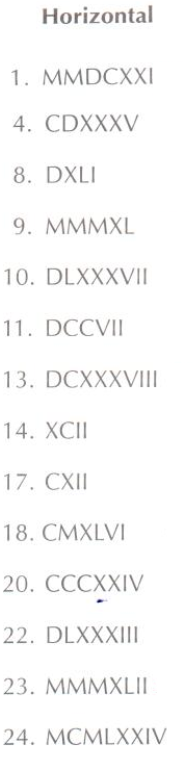 Horizontal
1. MMDCXXI
4. CDXXXV
8. DXLI
9. MMMXL
10. DLXXXVII
11. DCCVII
13. DCXXXVIII
14. XCII
17. CXII
18. CMXLVI
20. CCCXXIV
22. DLXXXIII
23. MMMXLII
24. MCMLXXIV